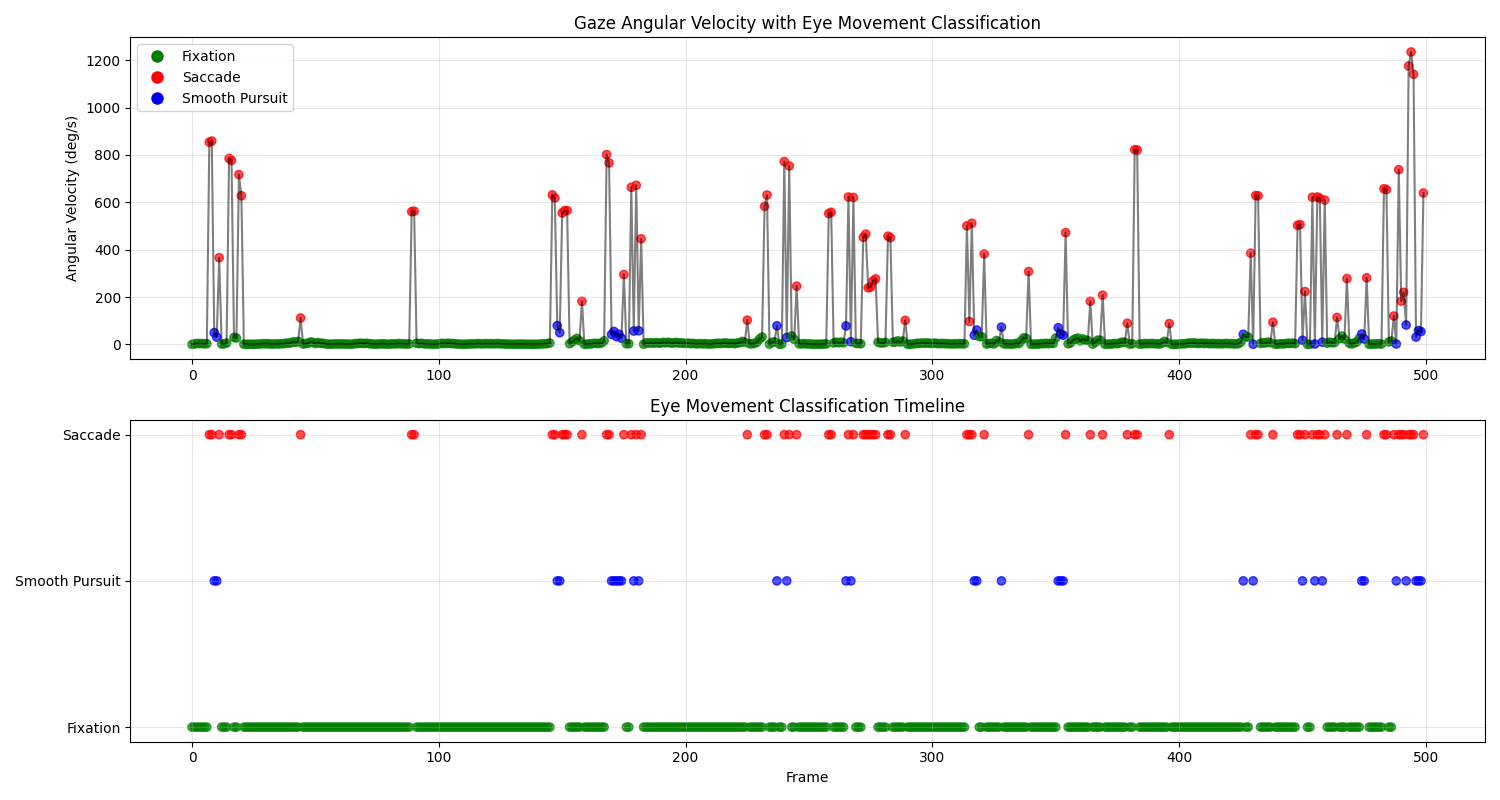 Gaze Angular Velocity with Eye Movement Classification
Fixation
Saccade
Smooth Pursuit
Angular Velocity (deg/s)
1200
1000
800
600
400
200
0
0 100 200 300 400 500
Eye Movement Classification Timeline
Saccade
Smooth Pursuit
Fixation
0 100 200 300 400 500
Frame